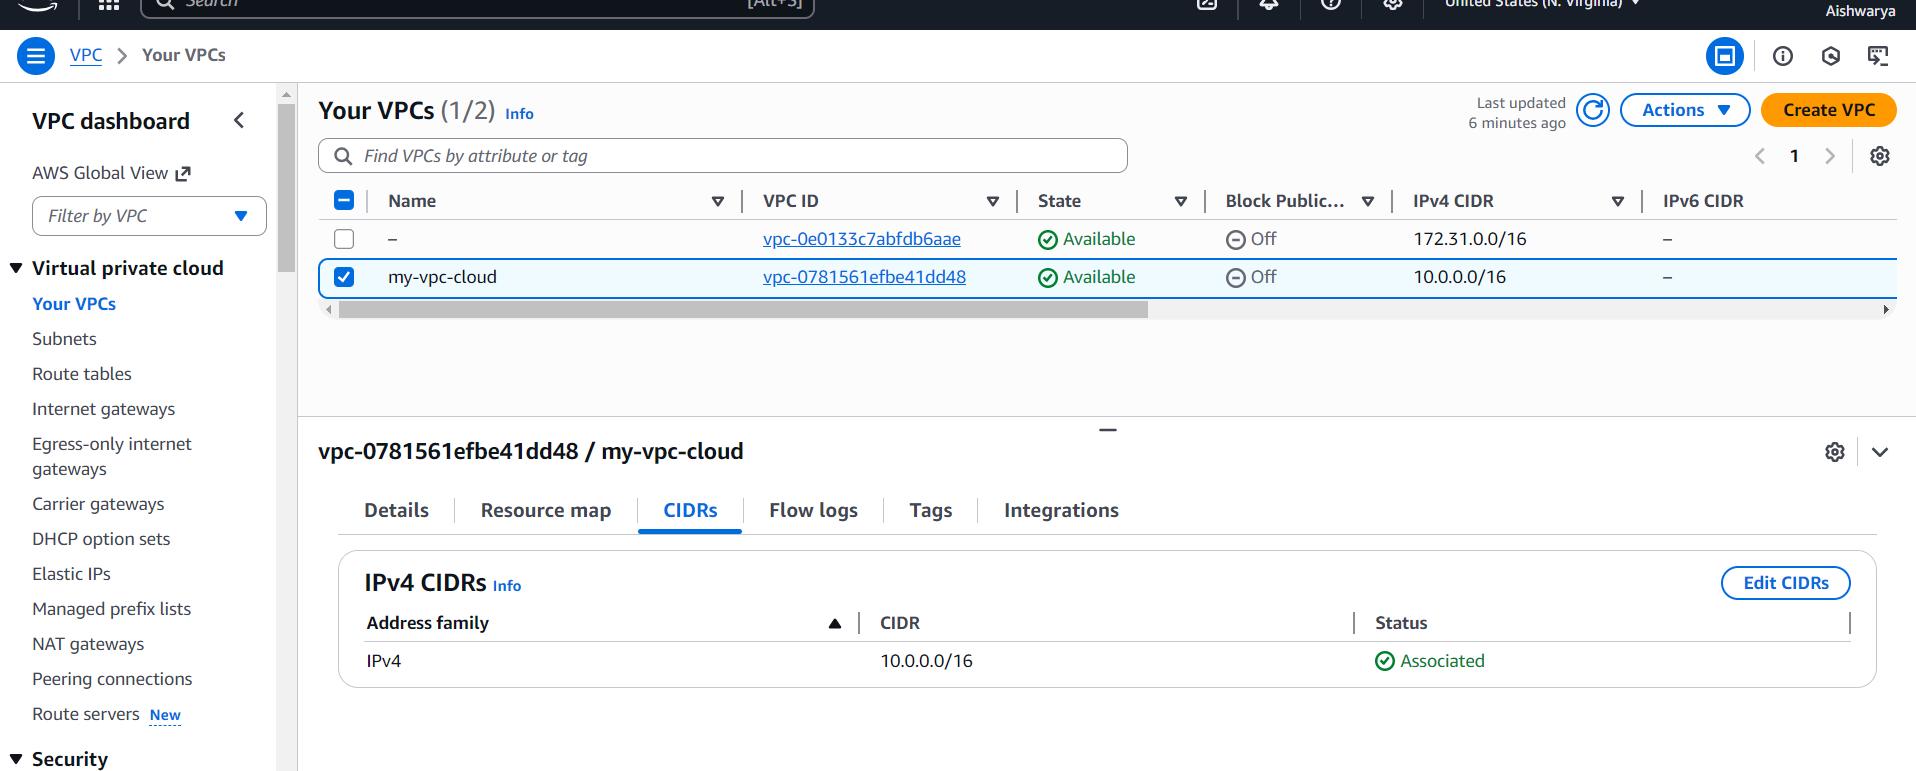 Search [Alt+S] United States (N. Virginia) Aishwarya
VPC Your VPCs
VPC dashboard
AWS Global View
Filter by VPC
Virtual private cloud
Your VPCs
Subnets
Route tables
Internet gateways
Egress-only internet
gateways
Carrier gateways
DHCP option sets
Elastic IPs
Managed prefix lists
NAT gateways
Peering connections
Route servers New
Security
Your VPCs (1/2) Info
Last updated
6 minutes ago
Actions
Create VPC
Find VPCs by attribute or tag
1
Name VPC ID State Block Public... IPv4 CIDR IPv6 CIDR
– vpc-0e0133c7abfdb6aae Available Off 172.31.0.0/16 –
my-vpc-cloud vpc-0781561efbe41dd48 Available Off 10.0.0.0/16 –
vpc-0781561efbe41dd48 / my-vpc-cloud
Details Resource map CIDRs Flow logs Tags Integrations
IPv4 CIDRs Info
Edit CIDRs
Address family CIDR Status
IPv4 10.0.0.0/16 Associated